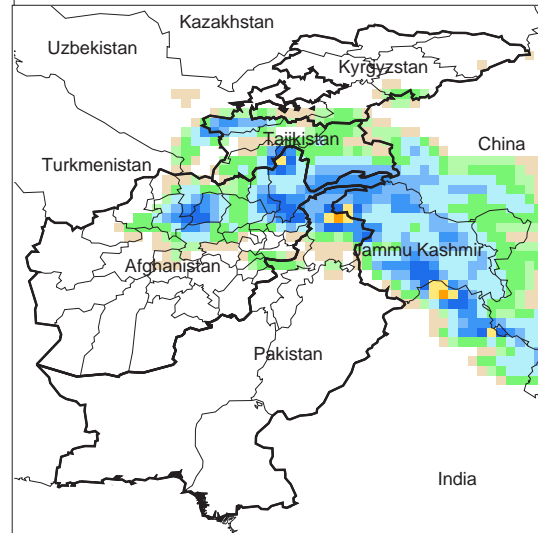 Kazakhstan
Uzbekistan
Kyrgyzstan
Tajikistan
China
Turkmenistan
Jammu Kashmir
Afghanistan
Pakistan
India